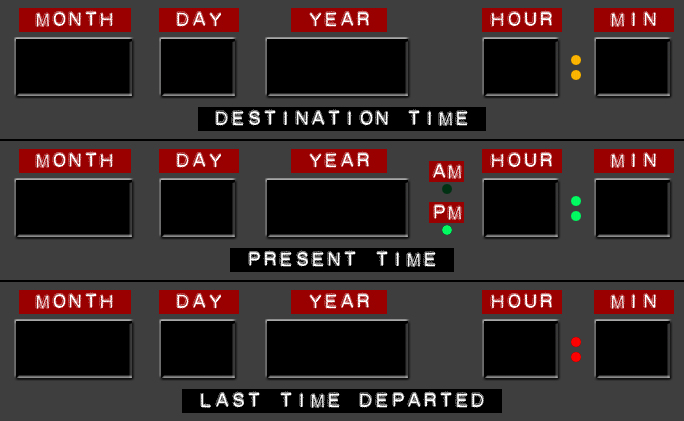 MONTH DAY YEAR HOUR MIN
DESTINATION TIME
MONTH DAY YEAR AM HOUR MIN
PM
PRESENT TIME
MONTH DAY YEAR HOUR MIN
LAST TIME DEPARTED